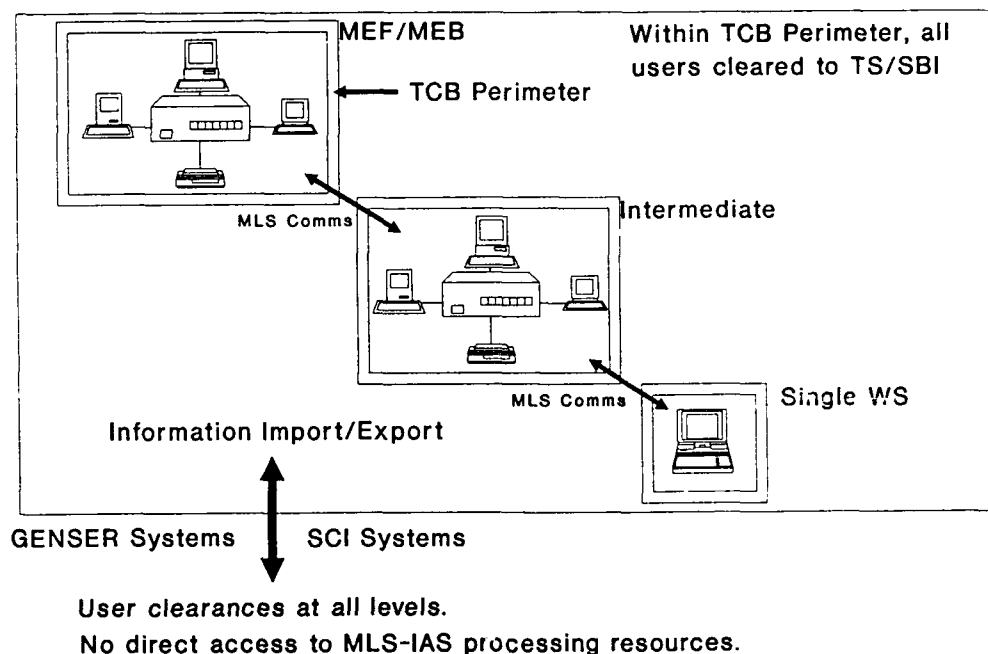 MEF/MEB
Within TCB Perimeter, all
users cleared to TS/SBI
TCB Perimeter
MLS Comms
Intermediate
MLS Comms
Single WS
Information Import/Export
GENSER Systems
SCI Systems
User clearances at all levels.
No direct access to MLS-IAS processing resources.